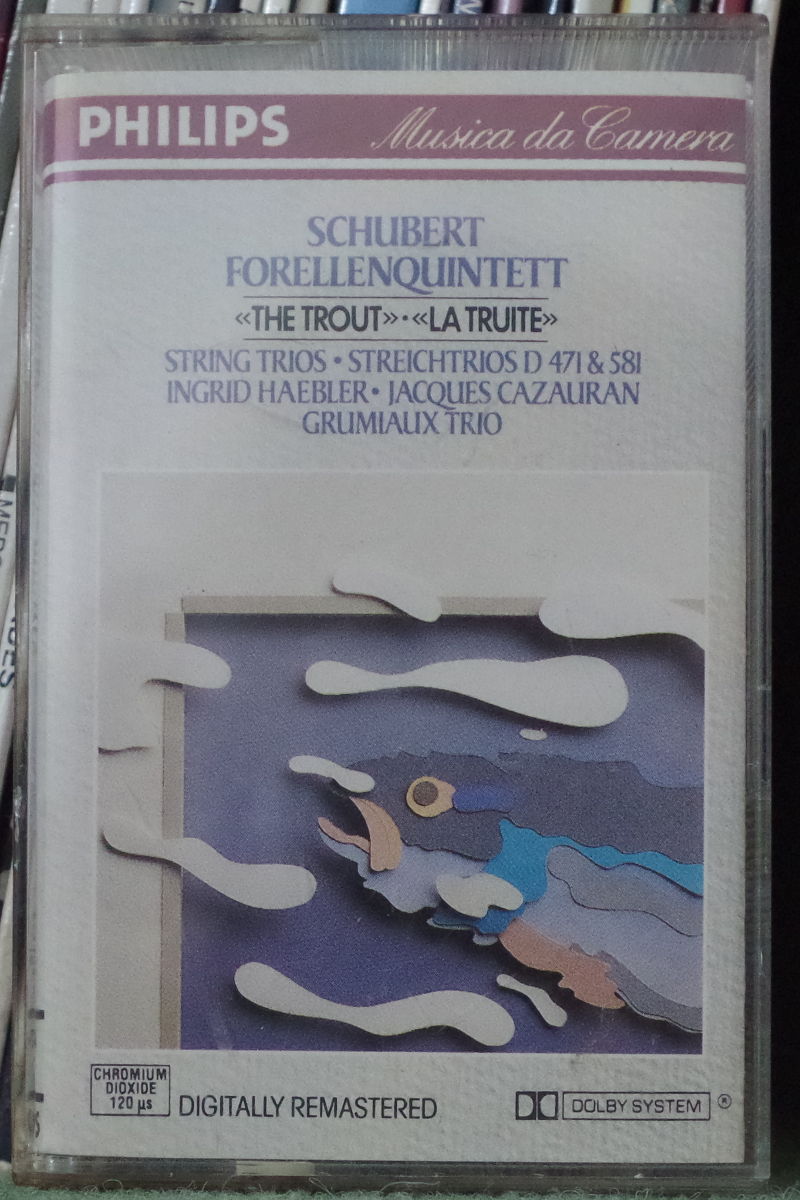 PHILIPS Musica da Camera
SCHUBERT
FORELLENQUINTETT
«THE TROUT»·«LA TRUITE»
STRING TRIOS • STREICHTRIOS D 471 & 581
INGRID HAEBLER • JACQUES CAZAURAN
GRUMIAUX TRIO
CHROMIUM
DIOXIDE
120 µs
DIGITALLY REMASTERED
DOLBY SYSTEM ®